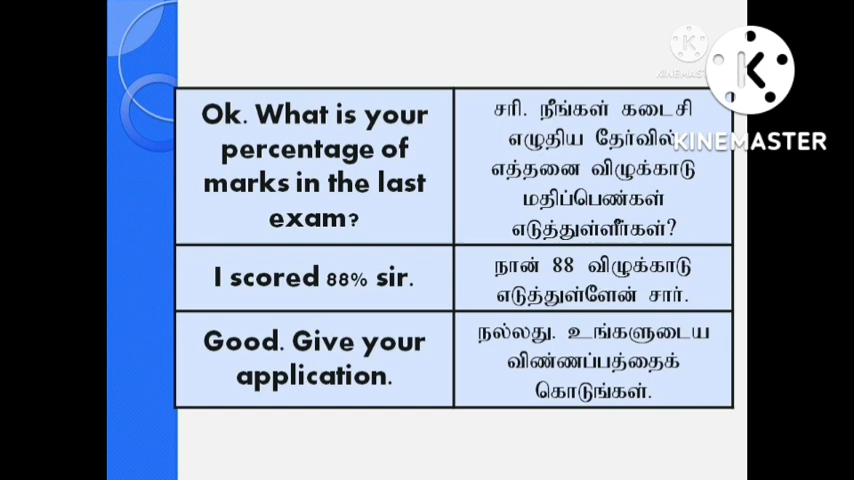 KINEMASTER
Ok. What is your
percentage of
marks in the last
exam?
சரி. நீங்கள் கடைசி
எழுதிய தேர்வில்
எத்தனை விழுக்காடு
மதிப்பெண்கள்
எடுத்துள்ளீர்கள்?
I scored 88% sir.
நான் 88 விழுக்காடு
எடுத்துள்ளேன் சார்.
Good. Give your
application.
நல்லது. உங்களுடைய
விண்ணப்பத்தைக்
கொடுங்கள்.